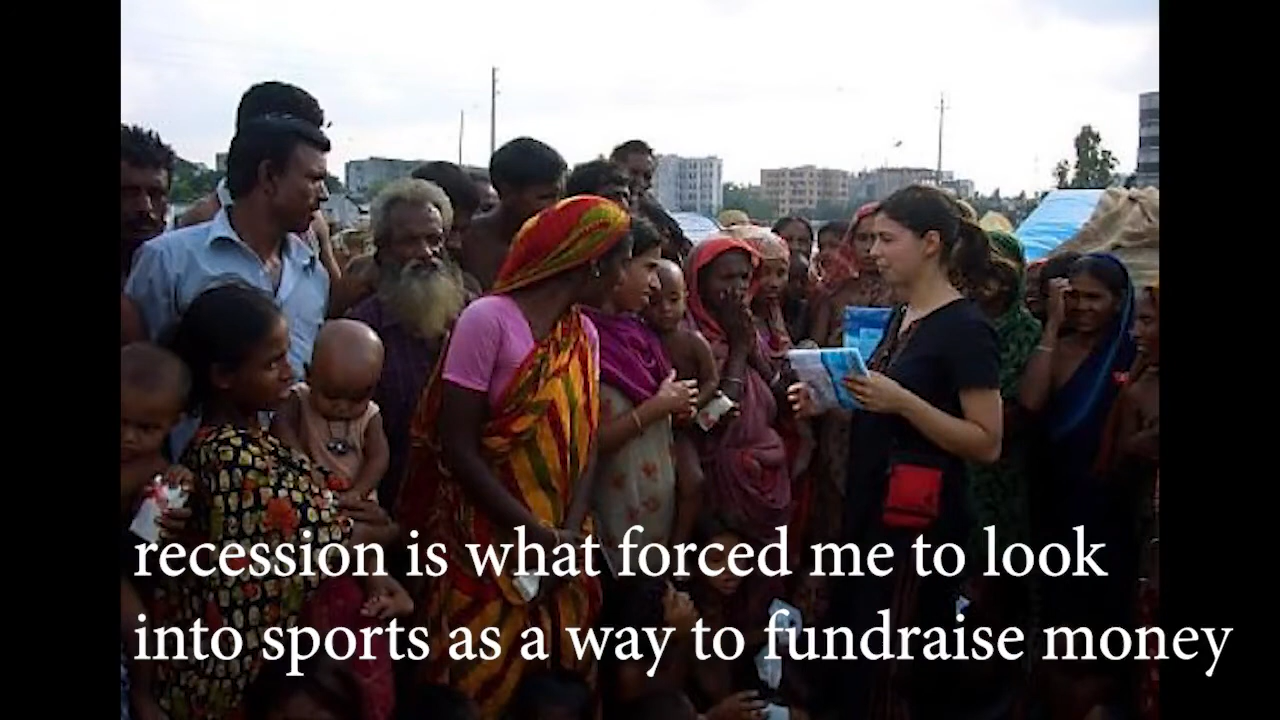 recession is what forced me to look
into sports as a way to fundraise money